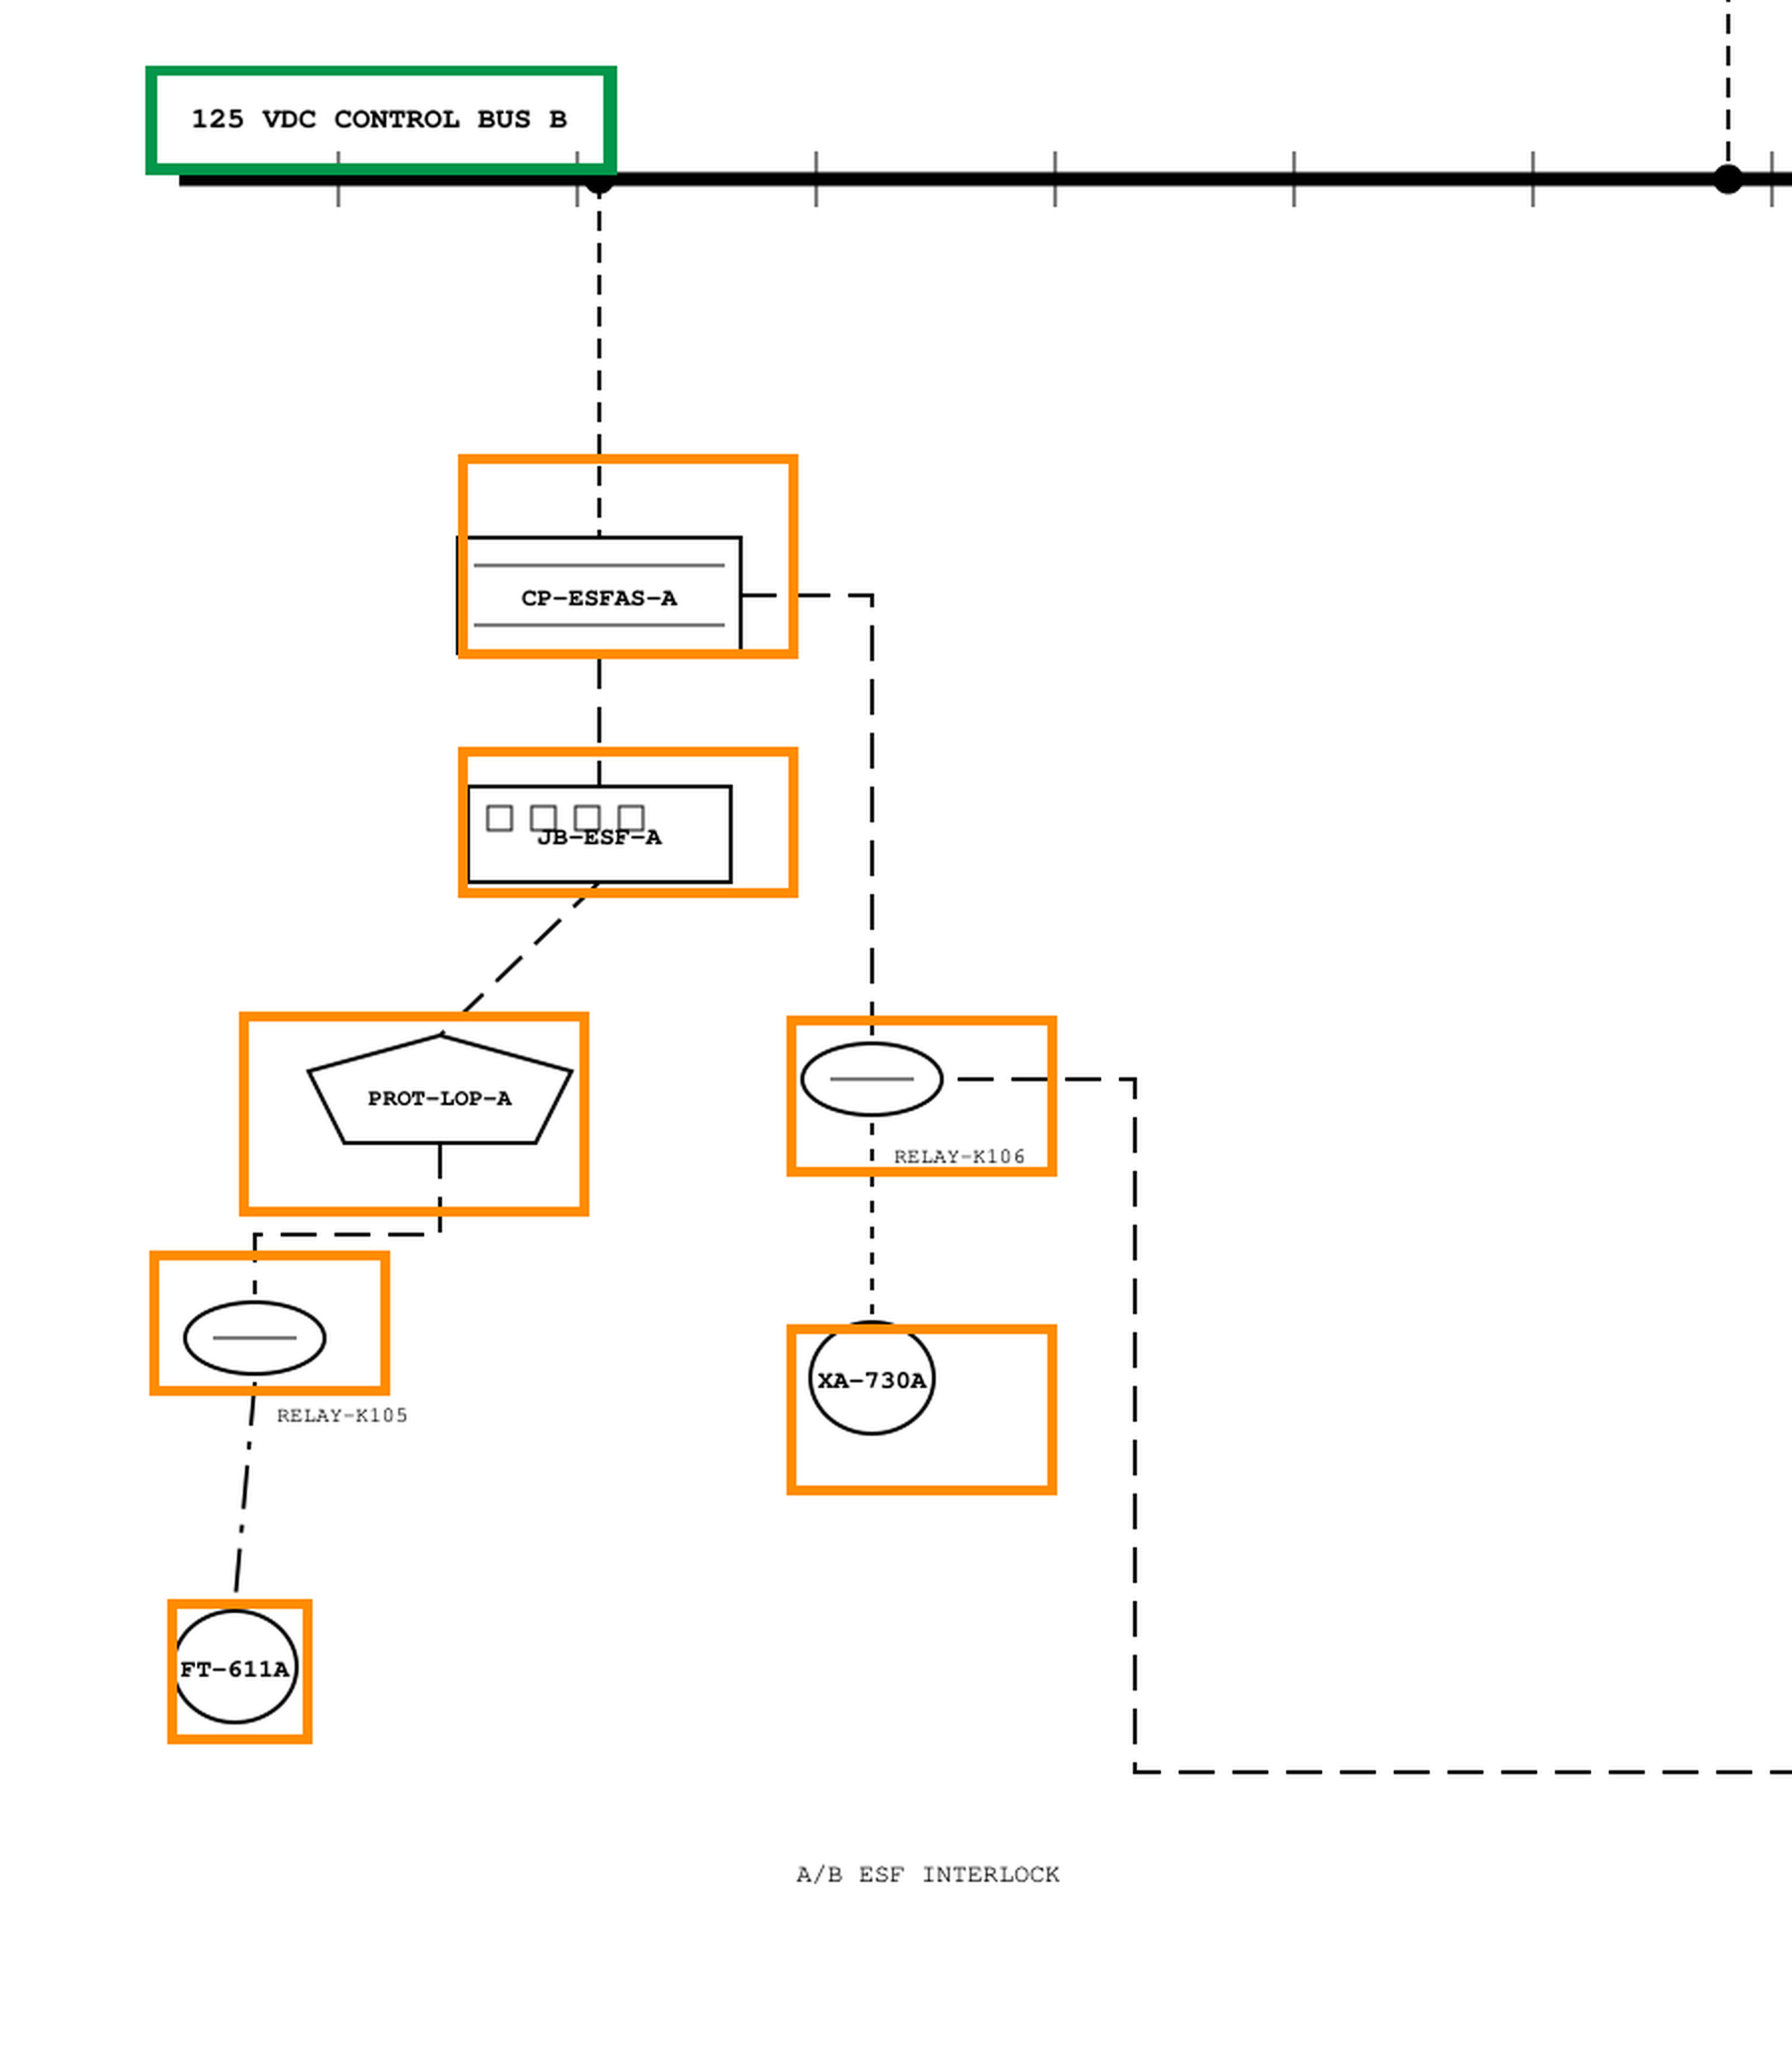 125 VDC CONTROL BUS B
CP-ESFAS-A
JB-ESF-A
PROT-LOP-A
RELAY-K106
XA-730A
RELAY-K105
FT-611A
A/B ESF INTERLOCK